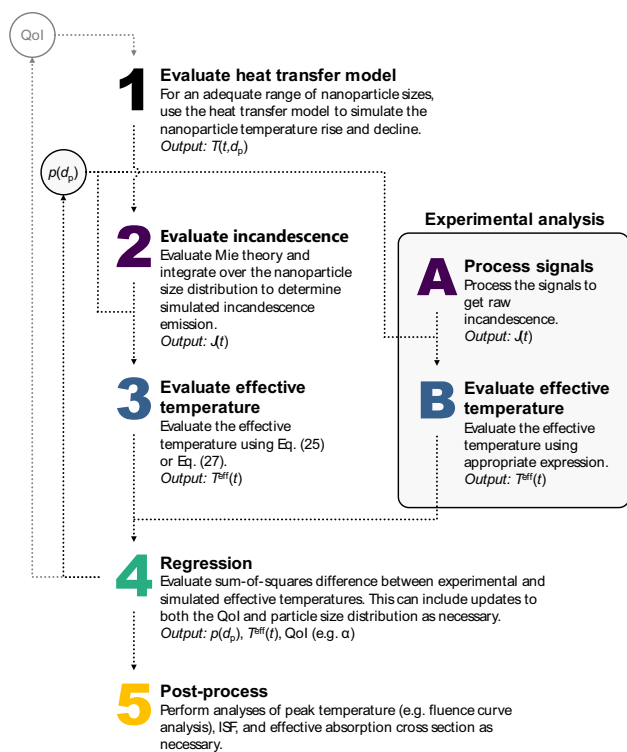 QoI
1
Evaluate heat transfer model
For an adequate range of nanoparticle sizes,
use the heat transfer model to simulate the
nanoparticle temperature rise and decline.
Output: T(t,dp)
p(dp)
2
Evaluate incandescence
Evaluate Mie theory and
integrate over the nanoparticle
size distribution to determine
simulated incandescence
emission.
Output: J(t)
3
Evaluate effective
temperature
Evaluate the effective
temperature using Eq. (25)
or Eq. (27).
Output: Teff(t)
Experimental analysis
A
Process signals
Process the signals to
get raw
incandescence.
Output: J(t)
B
Evaluate effective
temperature
Evaluate the effective
temperature using
appropriate expression.
Output: Teff(t)
4
Regression
Evaluate sum-of-squares difference between experimental and
simulated effective temperatures. This can include updates to
both the QoI and particle size distribution as necessary.
Output: p(dp), Teff(t), QoI (e.g. α)
5
Post-process
Perform analyses of peak temperature (e.g. fluence curve
analysis), ISF, and effective absorption cross section as
necessary.